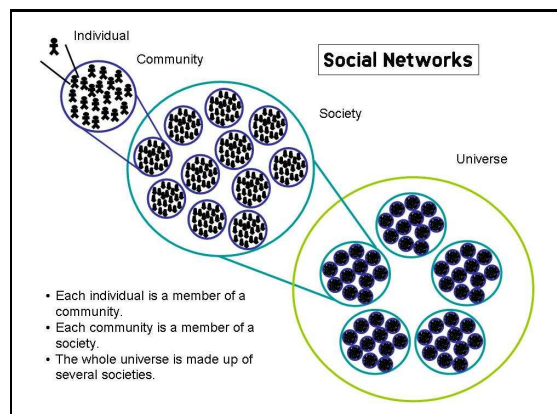 Individual
Community
Social Networks
Society
Universe
• Each individual is a member of a
community.
• Each community is a member of a
society.
• The whole universe is made up of
several societies.